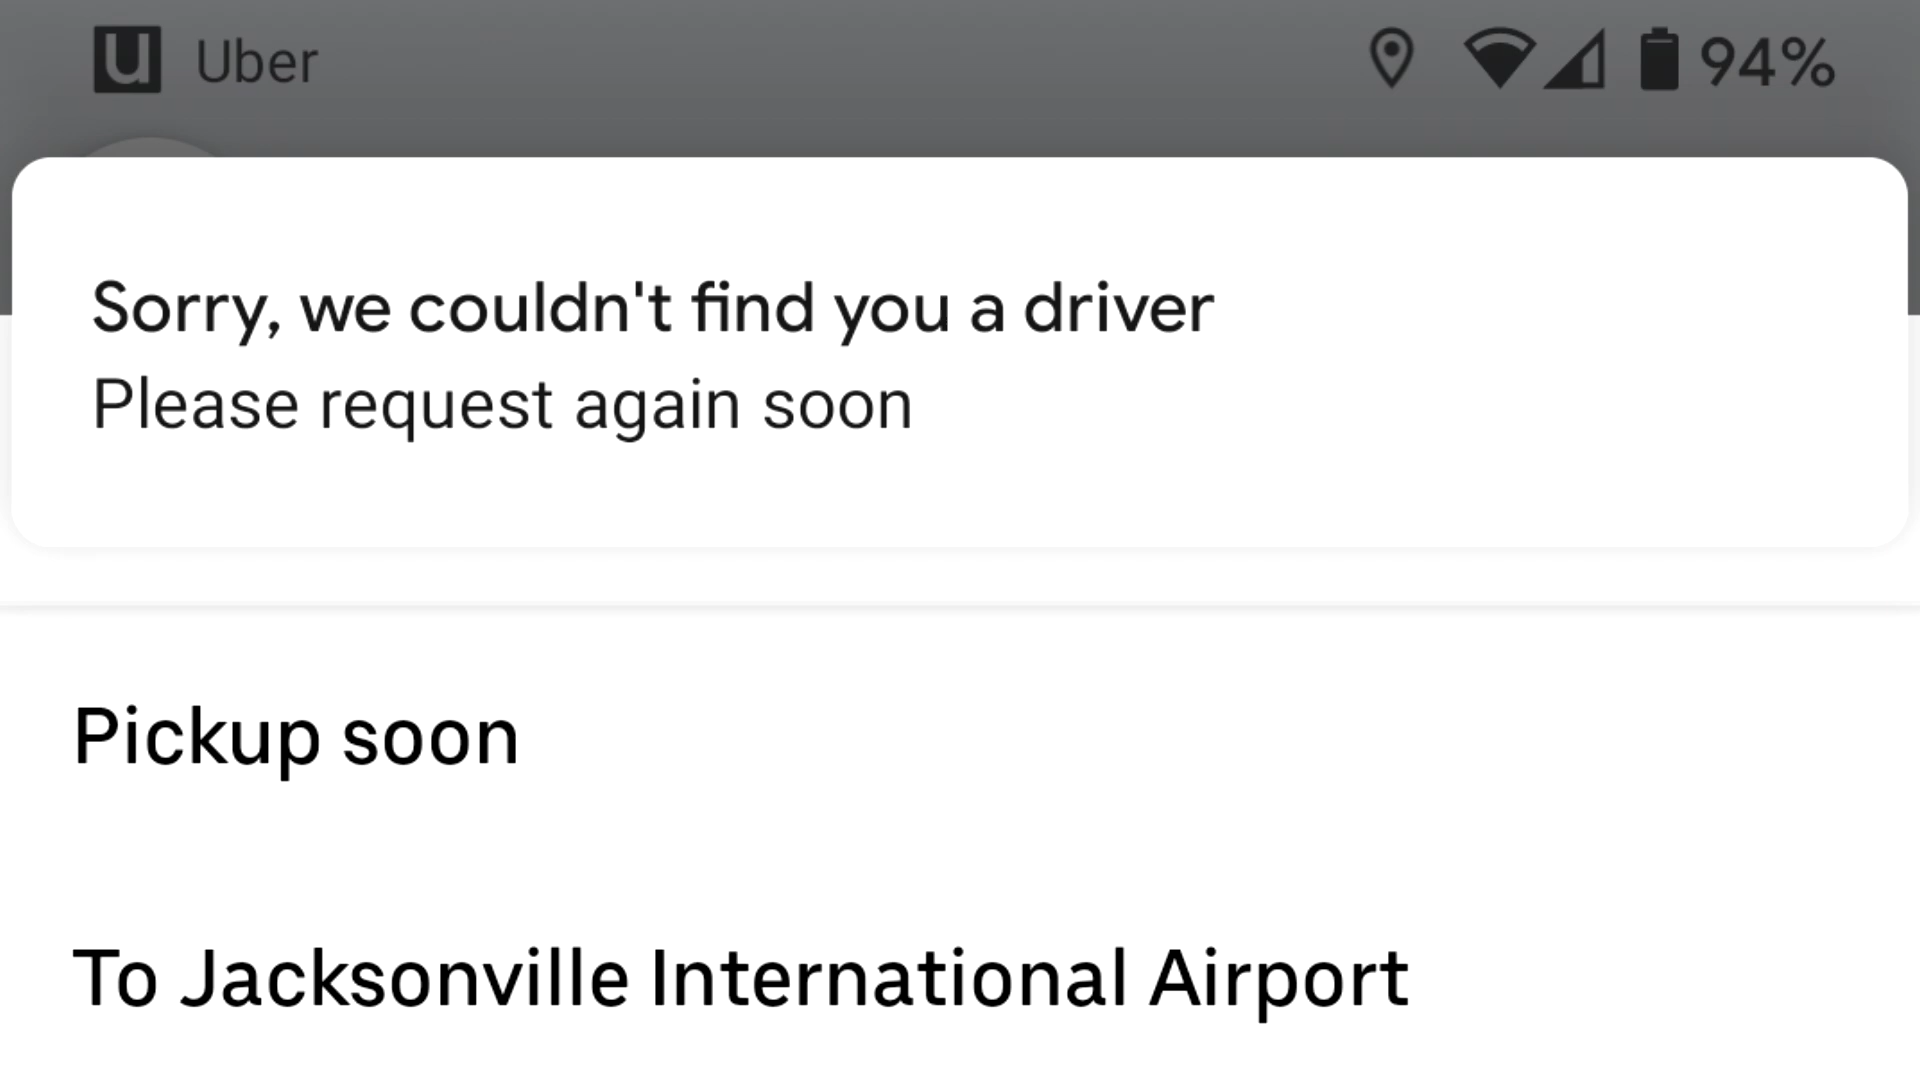 U Uber 94%
Sorry, we couldn't find you a driver
Please request again soon
Pickup soon
To Jacksonville International Airport